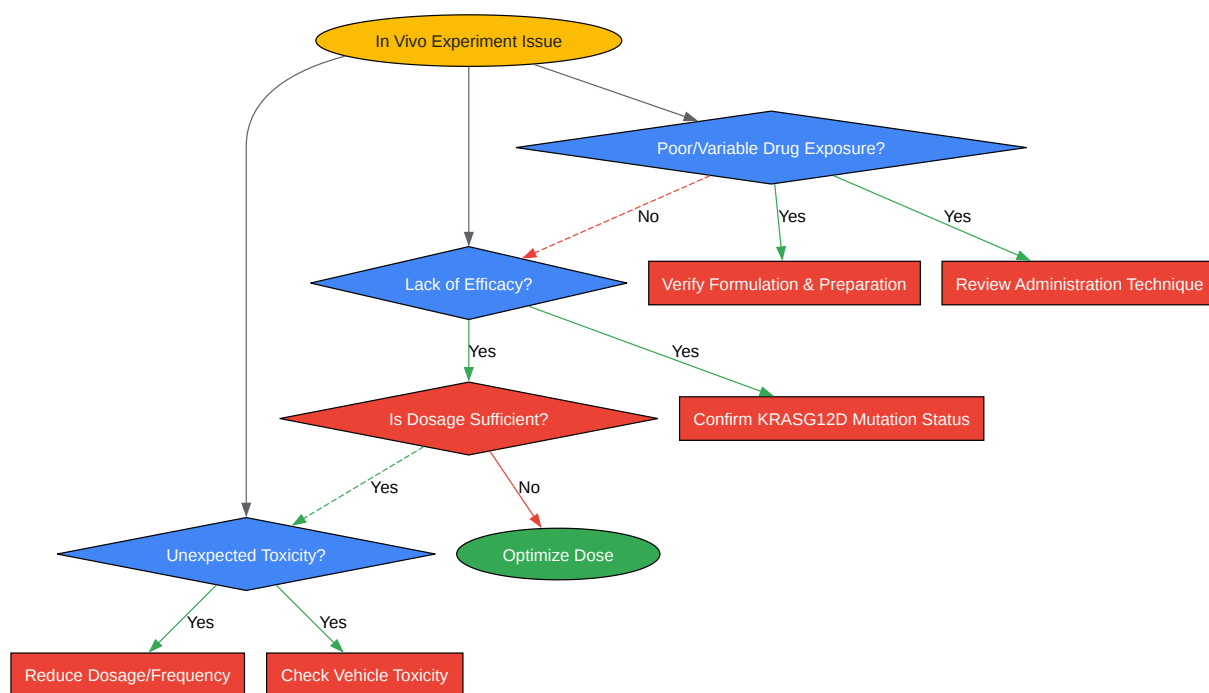 In Vivo Experiment Issue
Poor/Variable Drug Exposure?
No
Yes
Yes
Lack of Efficacy?
Verify Formulation & Preparation
Review Administration Technique
Yes
Yes
Is Dosage Sufficient?
Confirm KRASG12D Mutation Status
Yes
No
Unexpected Toxicity?
Optimize Dose
Yes
Yes
Reduce Dosage/Frequency
Check Vehicle Toxicity